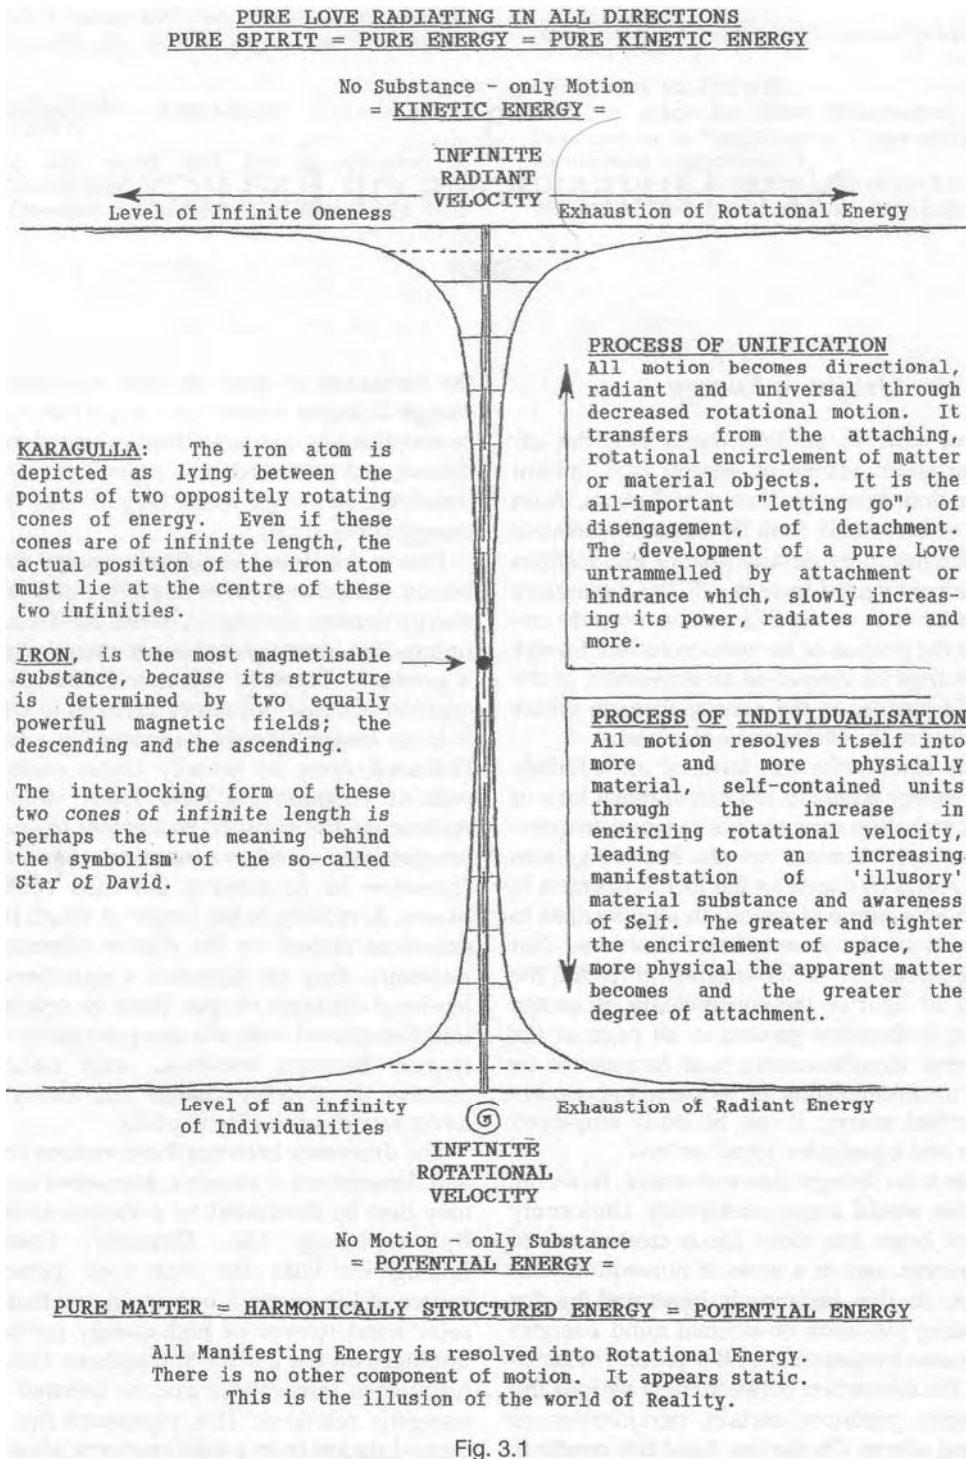 PURE LOVE RADIATING IN ALL DIRECTIONS
PURE SPIRIT = PURE ENERGY = PURE KINETIC ENERGY
No Substance - only Motion
= KINETIC ENERGY =
INFINITE
RADIANT
VELOCITY
Level of Infinite Oneness
Exhaustion of Rotational Energy
KARAGULLA: The iron atom is
depicted as lying between the
points of two oppositely rotating
cones of energy. Even if these
cones are of infinite length, the
actual position of the iron atom
must lie at the centre of these
two infinities.
IRON, is the most magnetisable
substance, because its structure
is determined by two equally
powerful magnetic fields; the
descending and the ascending.
The interlocking form of these
two cones of infinite length is
perhaps the true meaning behind
the symbolism of the so-called
Star of David.
PROCESS OF UNIFICATION
All motion becomes directional,
radiant and universal through
decreased rotational motion. It
transfers from the attaching,
rotational encirclement of matter
or material objects. It is the
all-important "letting go" of
disengagement, of detachment.
The development of a pure Love
untrammelled by attachment or
hindrance which, slowly increas-
ing its power, radiates more and
more.
PROCESS OF INDIVIDUALISATION
All motion resolves itself into
more and more physically
material, self-contained units
through the increase in
encircling rotational velocity,
leading to an increasing
manifestation of 'illusory'
material substance and awareness
of Self. The greater and tighter
the encirclement of space, the
more physical the apparent matter
becomes and the greater the
degree of attachment.
Level of an infinity
of Individualities
Exhaustion of Radiant Energy
INFINITE
ROTATIONAL
VELOCITY
No Motion - only Substance
= POTENTIAL ENERGY =
PURE MATTER = HARMONICALLY STRUCTURED ENERGY = POTENTIAL ENERGY
All Manifesting Energy is resolved into Rotational Energy.
There is no other component of motion. It appears static.
This is the illusion of the World of Reality.
Fig. 3.1